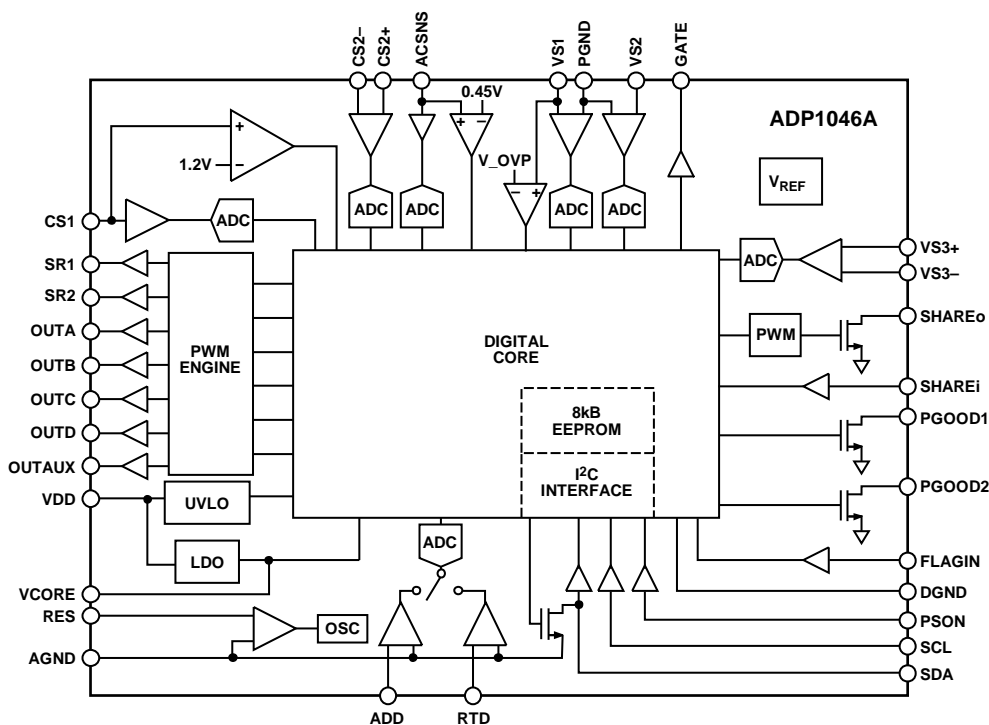 CS2–
CS2+
ACSNS
VS1
PGND
VS2
GATE
ADP1046A
0.45V
+
–
+
–
1.2V
V_OVP
–
+
VREF
ADC
ADC
ADC
ADC
CS1
ADC
ADC
VS3+
VS3–
SR1
SR2
OUTA
OUTB
OUTC
OUTD
OUTAUX
PWM
ENGINE
DIGITAL
CORE
PWM
SHAREo
SHAREi
8kB
EEPROM
I2C
INTERFACE
PGOOD1
PGOOD2
VDD
UVLO
LDO
ADC
FLAGIN
VCORE
DGND
RES
OSC
PSON
AGND
SCL
SDA
ADD
RTD